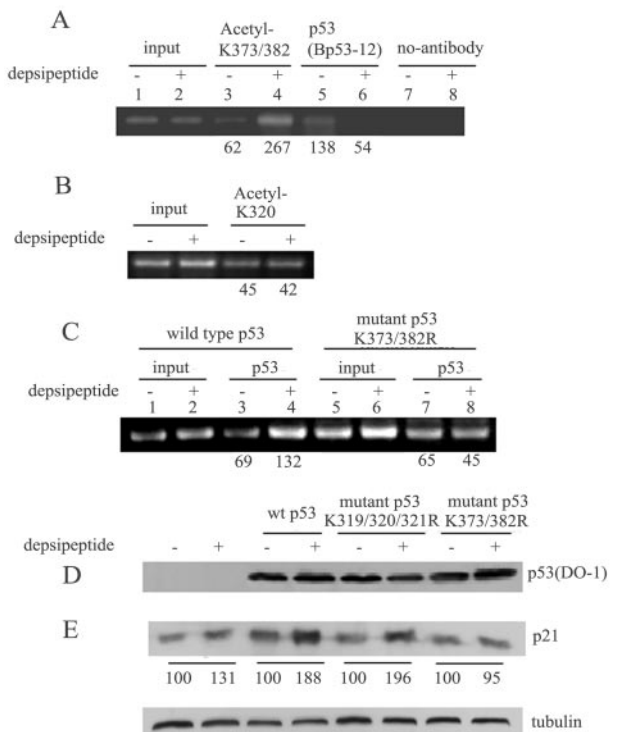 A
input
Acetyl-
K373/382
p53
(Bp53-12)
no-antibody
depsipeptide - + - + - + - +
1 2 3 4 5 6 7 8
62 267 138 54
B
input
Acetyl-
K320
depsipeptide - + - +
45 42
C
wild type p53
mutant p53
K373/382R
input p53 input p53
depsipeptide - + - + - + - +
1 2 3 4 5 6 7 8
69 132 65 45
wt p53
mutant p53
K319/320/321R
mutant p53
K373/382R
depsipeptide - + - + - + - +
D p53(DO-1)
E p21
100 131 100 188 100 196 100 95
tubulin